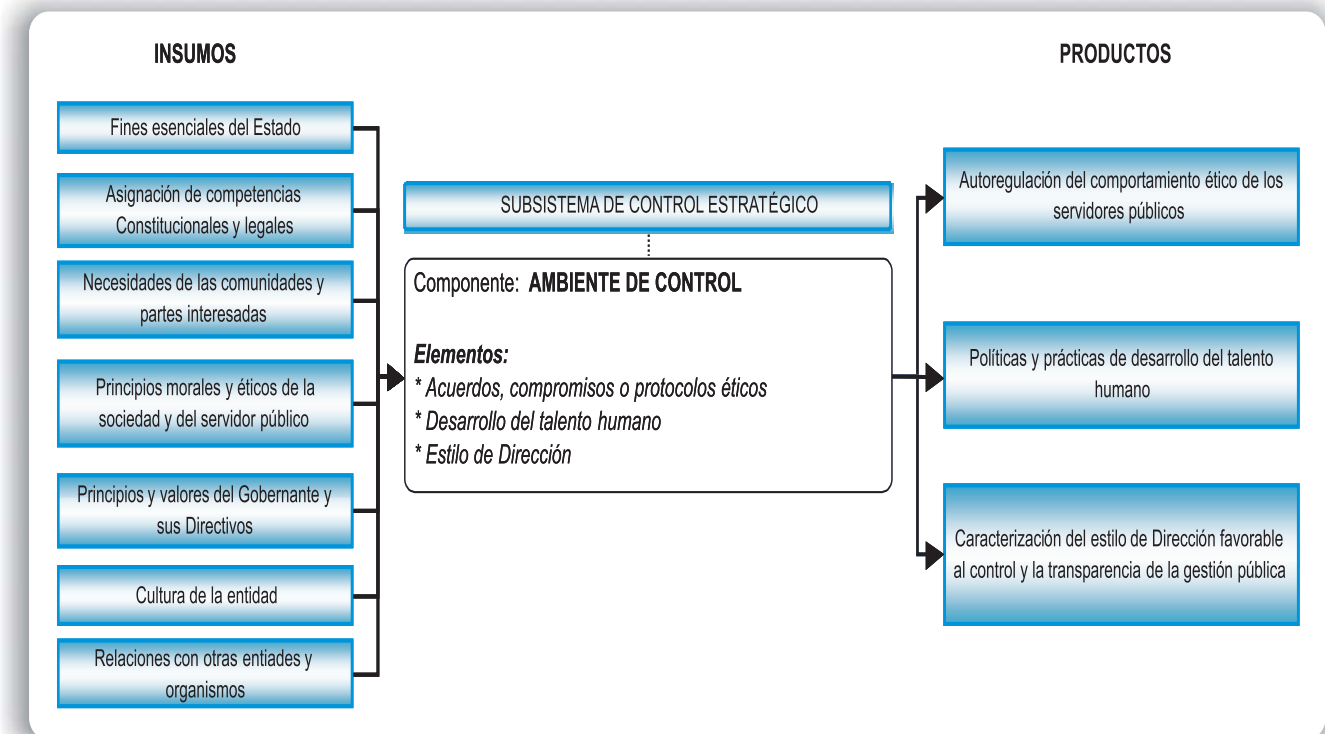 INSUMOS
Fines esenciales del Estado
Asignación de competencias
Constitucionales y legales
Necesidades de las comunidades y
partes interesadas
Principios morales y éticos de la
sociedad y del servidor público
Principios y valores del Gobernante y
sus Directivos
Cultura de la entidad
Relaciones con otras entiades y
organismos
SUBSISTEMA DE CONTROL ESTRATÉGICO
Componente: AMBIENTE DE CONTROL
Elementos:
* Acuerdos, compromisos o protocolos éticos
* Desarrollo del talento humano
* Estilo de Dirección
PRODUCTOS
Autoregulación del comportamiento ético de los
servidores públicos
Políticas y prácticas de desarrollo del talento
humano
Caracterización del estilo de Dirección favorable
al control y la transparencia de la gestión pública